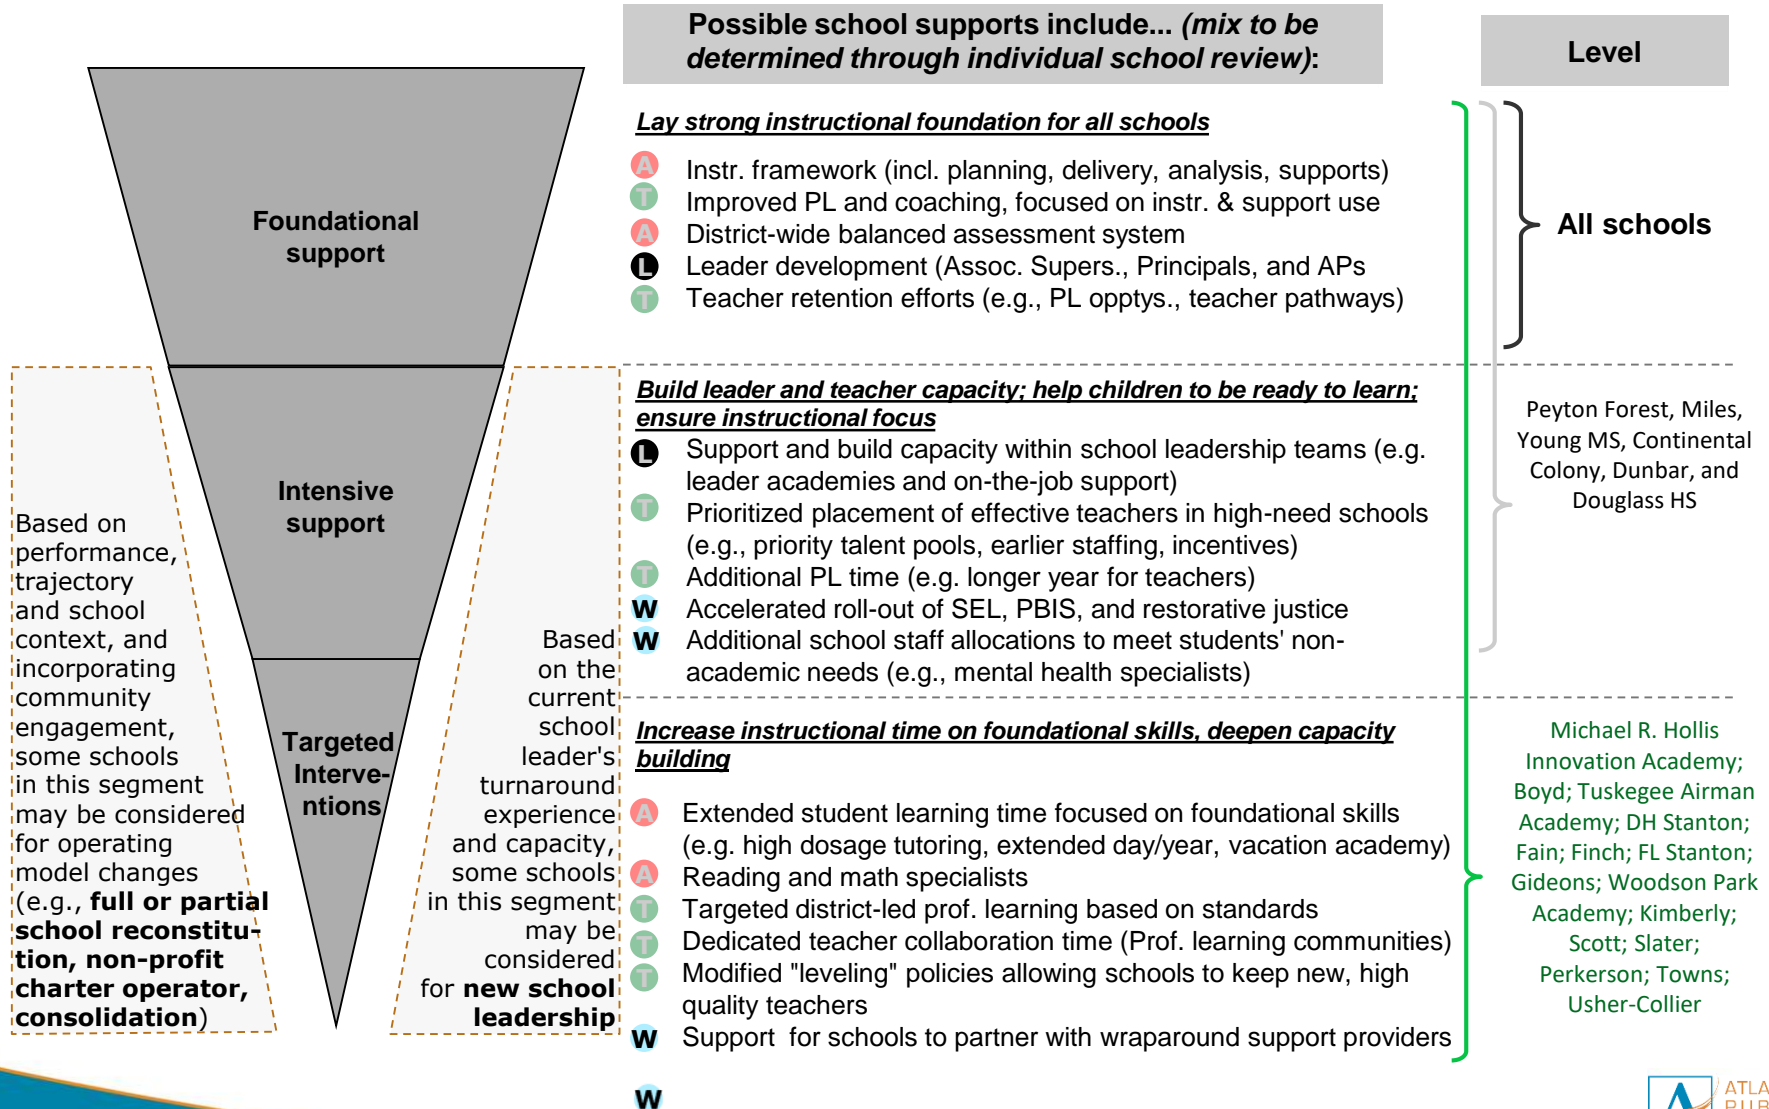 Possible school supports include... (mix to be
determined through individual school review):
Level
Foundational
support
Lay strong instructional foundation for all schools
A Instr. framework (incl. planning, delivery, analysis, supports)
T Improved PL and coaching, focused on instr. & support use
A District-wide balanced assessment system
L Leader development (Assoc. Supers., Principals, and APs
T Teacher retention efforts (e.g., PL opptys., teacher pathways)
All schools
Intensive
support
Build leader and teacher capacity; help children to be ready to learn;
ensure instructional focus
L Support and build capacity within school leadership teams (e.g.
leader academies and on-the-job support)
T Prioritized placement of effective teachers in high-need schools
(e.g., priority talent pools, earlier staffing, incentives)
T Additional PL time (e.g. longer year for teachers)
W Accelerated roll-out of SEL, PBIS, and restorative justice
W Additional school staff allocations to meet students' non-
academic needs (e.g., mental health specialists)
Peyton Forest, Miles,
Young MS, Continental
Colony, Dunbar, and
Douglass HS
Based on
performance,
trajectory
and school
context, and
incorporating
community
engagement,
some schools
in this segment
may be considered
for operating
model changes
(e.g., full or partial
school reconstitu-
tion, non-profit
charter operator,
consolidation)
Targeted
Interve-
ntions
Based
on the
current
school
leader's
turnaround
experience
and capacity,
some schools
in this segment
may be
considered
for new school
leadership
Increase instructional time on foundational skills, deepen capacity
building
A Extended student learning time focused on foundational skills
(e.g. high dosage tutoring, extended day/year, vacation academy)
A Reading and math specialists
T Targeted district-led prof. learning based on standards
T Dedicated teacher collaboration time (Prof. learning communities)
T Modified "leveling" policies allowing schools to keep new, high
quality teachers
W Support for schools to partner with wraparound support providers
W
Michael R. Hollis
Innovation Academy;
Boyd; Tuskegee Airman
Academy; DH Stanton;
Fain; Finch; FL Stanton;
Gideons; Woodson Park
Academy; Kimberly;
Scott; Slater;
Perkerson; Towns;
Usher-Collier